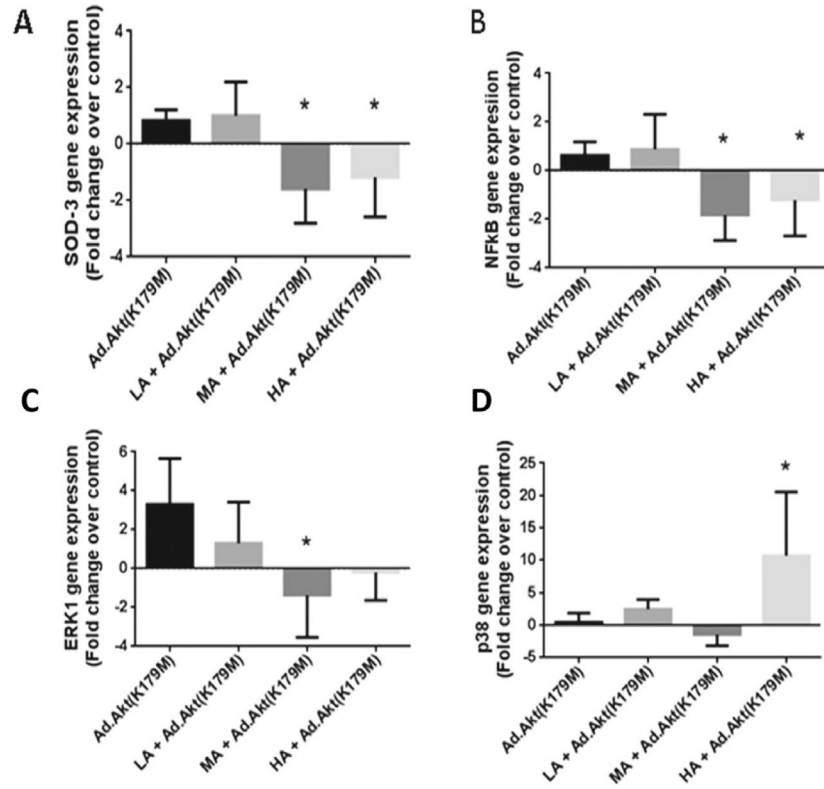 A
SOD-3 gene expression
(Fold change over control)
4
2
0
-2
-4
*
*
Ad.Akt(K179M)
LA + Ad.Akt(K179M)
MA + Ad.Akt(K179M)
HA + Ad.Akt(K179M)
B
NFkB gene expression
(Fold change over control)
4
2
0
-2
-4
*
*
Ad.Akt(K179M)
LA + Ad.Akt(K179M)
MA + Ad.Akt(K179M)
HA + Ad.Akt(K179M)
C
ERK1 gene expression
(Fold change over control)
6
4
2
0
-2
-4
*
Ad.Akt(K179M)
LA + Ad.Akt(K179M)
MA + Ad.Akt(K179M)
HA + Ad.Akt(K179M)
D
p38 gene expression
(Fold change over control)
25
20
15
10
5
0
-5
*
Ad.Akt(K179M)
LA + Ad.Akt(K179M)
MA + Ad.Akt(K179M)
HA + Ad.Akt(K179M)